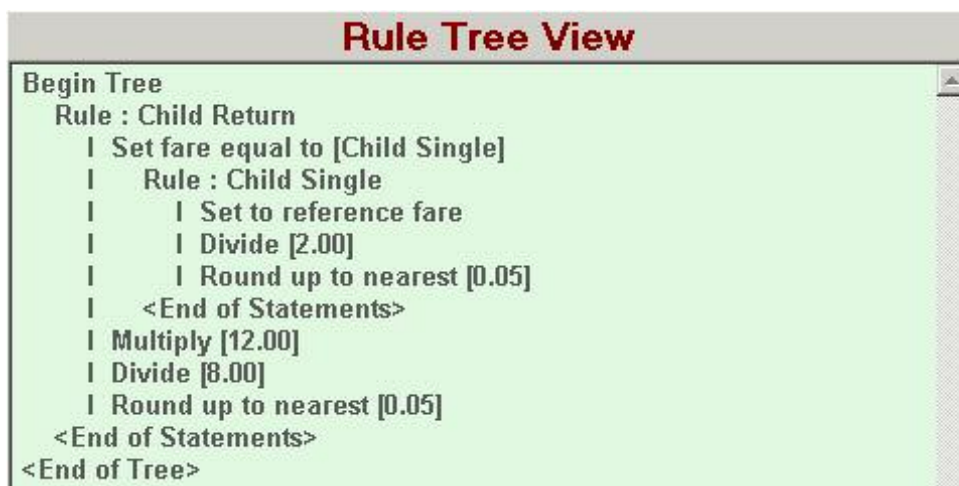 Rule Tree View
Begin Tree
Rule : Child Return
| Set fare equal to [Child Single]
| Rule : Child Single
| | Set to reference fare
| | Divide [2.00]
| | Round up to nearest [0.05]
| <End of Statements>
| Multiply [12.00]
| Divide [8.00]
| Round up to nearest [0.05]
<End of Statements>
<End of Tree>